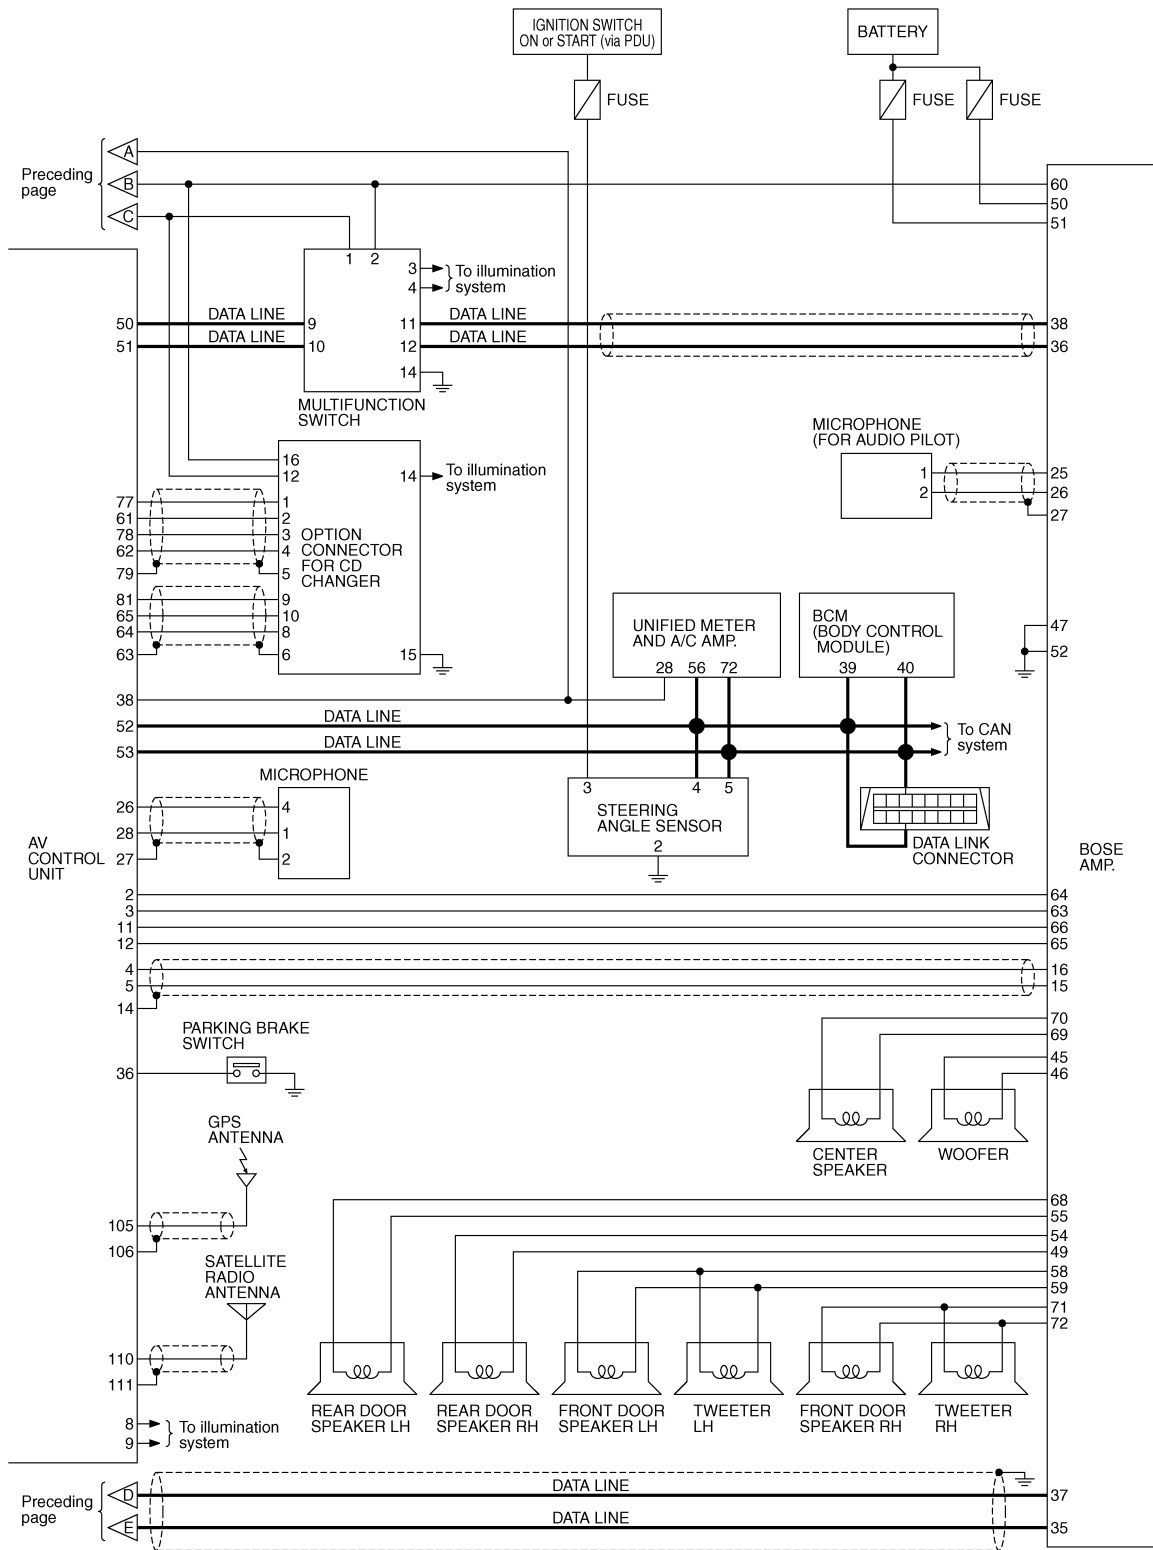 IGNITION SWITCH
ON or START (via PDU)
BATTERY
FUSE
FUSE
FUSE
Preceding
page
A
B
C
60
50
51
1
2
3
4
To illumination
system
50
DATA LINE
9
11
DATA LINE
38
51
DATA LINE
10
12
DATA LINE
36
14
MULTIFUNCTION
SWITCH
16
12
14
To illumination
system
77
1
61
2
78
3
62
4
79
5
OPTION
CONNECTOR
FOR CD
CHANGER
81
9
65
10
64
8
63
6
15
MICROPHONE
(FOR AUDIO PILOT)
1
25
2
26
27
UNIFIED METER
AND A/C AMP.
28
56
72
BCM
(BODY CONTROL
MODULE)
39
40
47
52
38
52
DATA LINE
53
DATA LINE
To CAN
system
MICROPHONE
26
4
28
1
27
2
3
4
5
STEERING
ANGLE SENSOR
2
DATA LINK
CONNECTOR
AV
CONTROL
UNIT
BOSE
AMP.
2
64
3
63
11
66
12
65
4
16
5
15
14
PARKING BRAKE
SWITCH
36
70
69
45
46
CENTER
SPEAKER
WOOFER
GPS
ANTENNA
105
106
SATELLITE
RADIO
ANTENNA
110
111
68
55
54
49
58
59
71
72
REAR DOOR
SPEAKER LH
REAR DOOR
SPEAKER RH
FRONT DOOR
SPEAKER LH
TWEETER
LH
FRONT DOOR
SPEAKER RH
TWEETER
RH
8
9
To illumination
system
Preceding
page
D
DATA LINE
37
E
DATA LINE
35